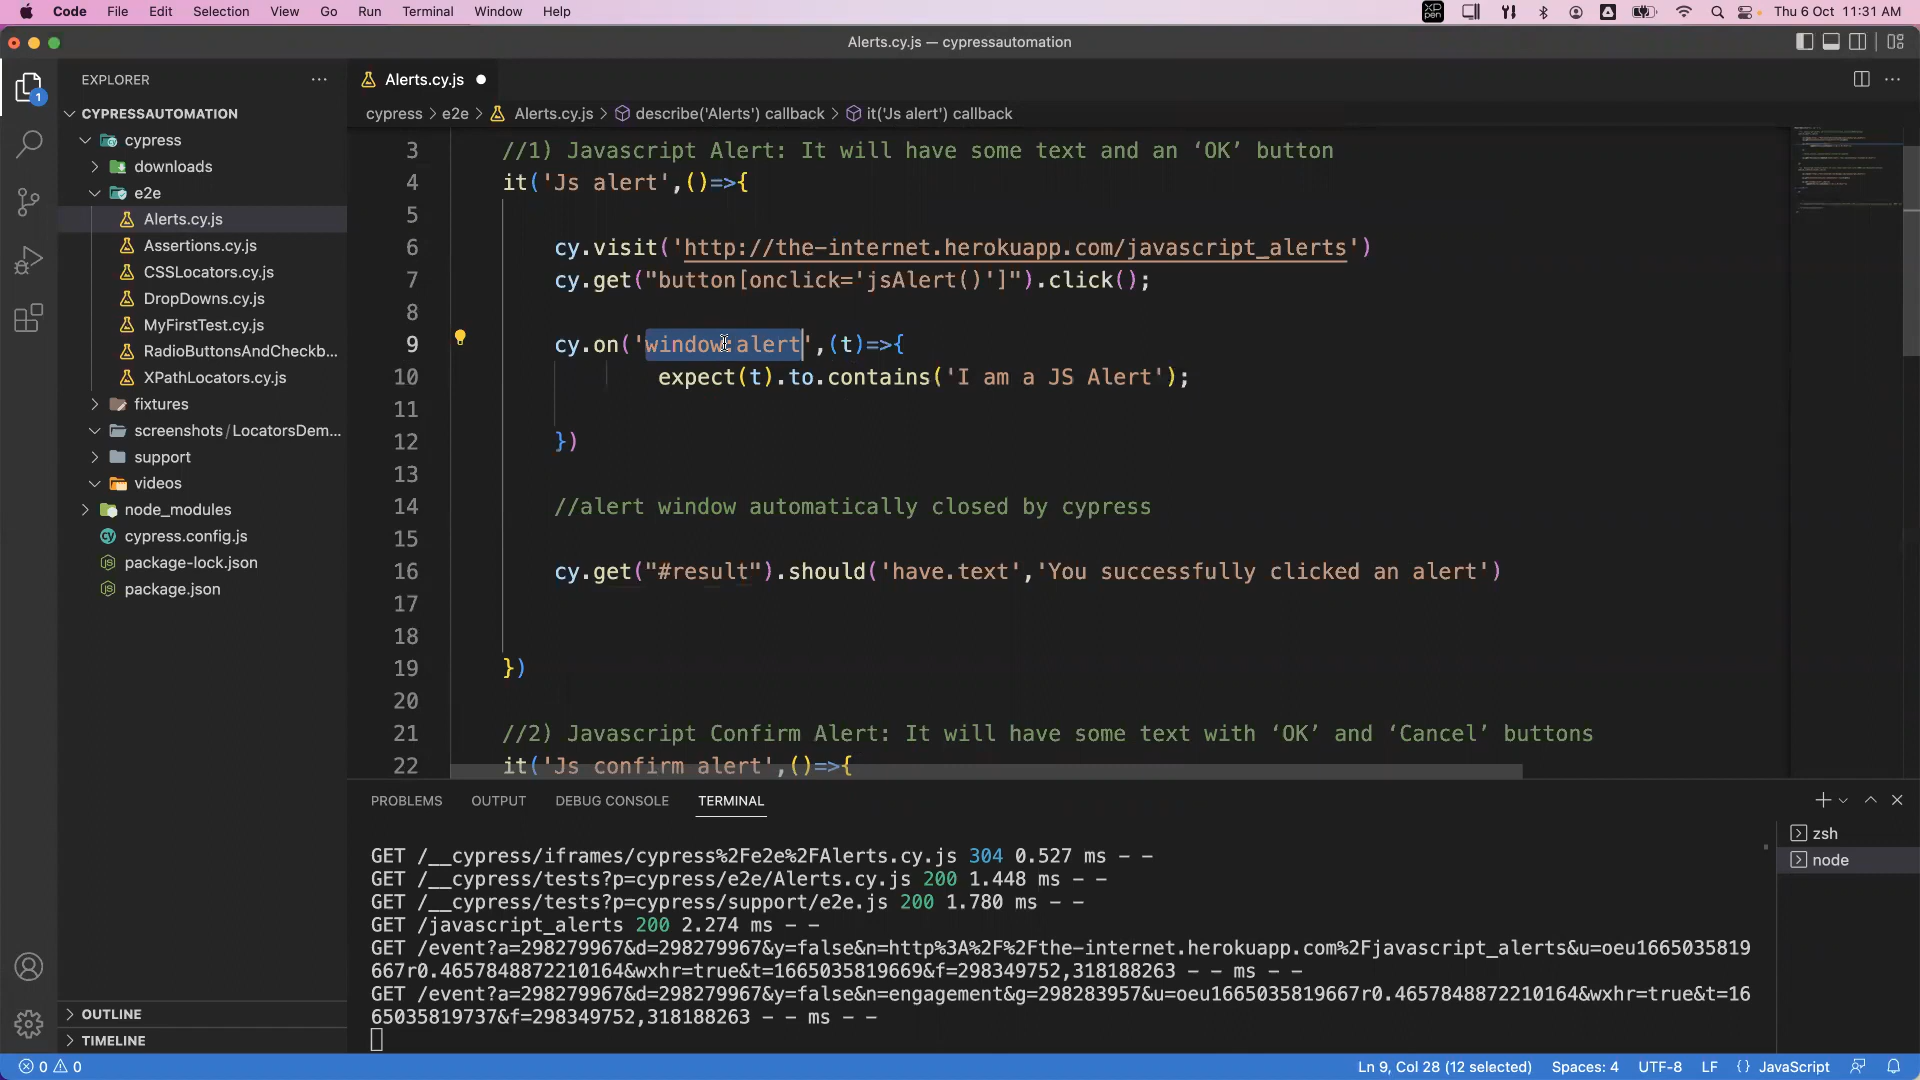 Code File Edit Selection View Go Run Terminal Window Help Thu 6 Oct 11:31 AM
XP pen
Alerts.cy.js — cypressautomation
EXPLORER ···
1
CYPRESSAUTOMATION
cypress
downloads
e2e
Alerts.cy.js
Assertions.cy.js
CSSLocators.cy.js
DropDowns.cy.js
MyFirstTest.cy.js
RadioButtonsAndCheckb...
XPathLocators.cy.js
fixtures
screenshots/LocatorsDem...
support
videos
node_modules
cypress.config.js
package-lock.json
package.json
OUTLINE
TIMELINE
Alerts.cy.js
cypress > e2e > Alerts.cy.js > describe('Alerts') callback > it('Js alert') callback
3 //1) Javascript Alert: It will have some text and an ‘OK’ button
4 it('Js alert',()=>{
5
6 cy.visit('http://the-internet.herokuapp.com/javascript_alerts')
7 cy.get("button[onclick='jsAlert()']").click();
8
9 cy.on('window:alert',(t)=>{
10 expect(t).to.contains('I am a JS Alert');
11
12 })
13
14 //alert window automatically closed by cypress
15
16 cy.get("#result").should('have.text','You successfully clicked an alert')
17
18
19 })
20
21 //2) Javascript Confirm Alert: It will have some text with ‘OK’ and ‘Cancel’ buttons
22 it('Js confirm alert',()=>{
PROBLEMS OUTPUT DEBUG CONSOLE TERMINAL
GET /__cypress/iframes/cypress%2Fe2e%2FAlerts.cy.js 304 0.527 ms - -
GET /__cypress/tests?p=cypress/e2e/Alerts.cy.js 200 1.448 ms - -
GET /__cypress/tests?p=cypress/support/e2e.js 200 1.780 ms - -
GET /javascript_alerts 200 2.274 ms - -
GET /event?a=298279967&d=298279967&y=false&n=http%3A%2F%2Fthe-internet.herokuapp.com%2Fjavascript_alerts&u=oeu1665035819
667r0.4657848872210164&wxhr=true&t=1665035819669&f=298349752,318188263 - - ms - -
GET /event?a=298279967&d=298279967&y=false&n=engagement&g=298283957&u=oeu1665035819667r0.4657848872210164&wxhr=true&t=16
65035819737&f=298349752,318188263 - - ms - -
zsh
node
0 0 Ln 9, Col 28 (12 selected) Spaces: 4 UTF-8 LF {} JavaScript